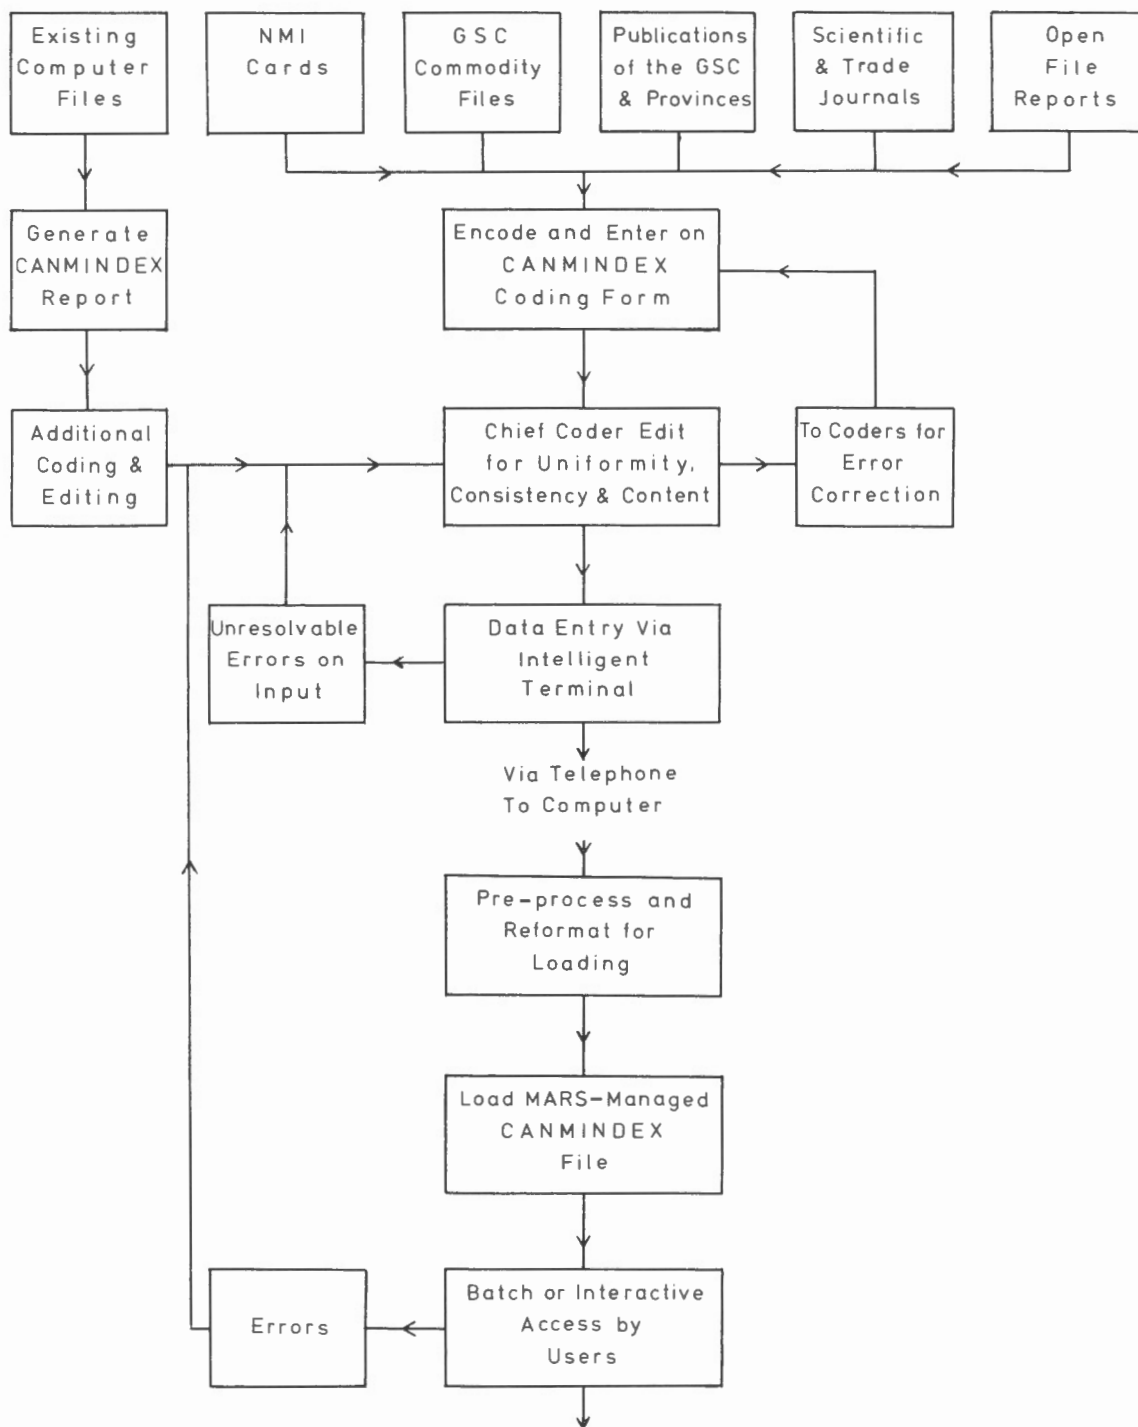 Existing
Computer
Files
NMI
Cards
GSC
Commodity
Files
Publications
of the GSC
& Provinces
Scientific
& Trade
Journals
Open
File
Reports
Generate
CANMINDEX
Report
Encode and Enter on
CANMINDEX
Coding Form
Additional
Coding &
Editing
Chief Coder Edit
for Uniformity,
Consistency & Content
To Coders for
Error
Correction
Unresolvable
Errors on
Input
Data Entry Via
Intelligent
Terminal
Via Telephone
To Computer
Pre-process and
Reformat for
Loading
Load MARS-Managed
CANMINDEX
File
Errors
Batch or Interactive
Access by
Users